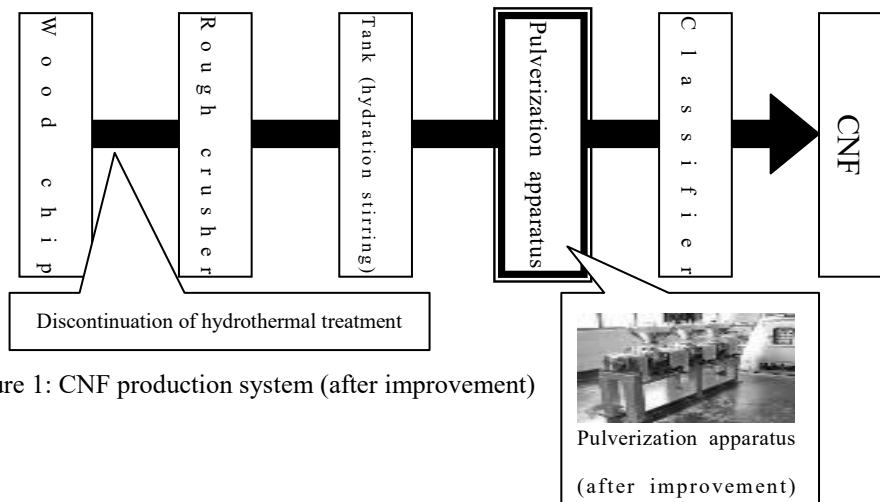 Wood chip
Rough crusher
Tank (hydration stirring)
Pulverization apparatus
Classifier
CNF
Discontinuation of hydrothermal treatment
ure 1: CNF production system (after improvement)
Pulverization apparatus
(after improvement)